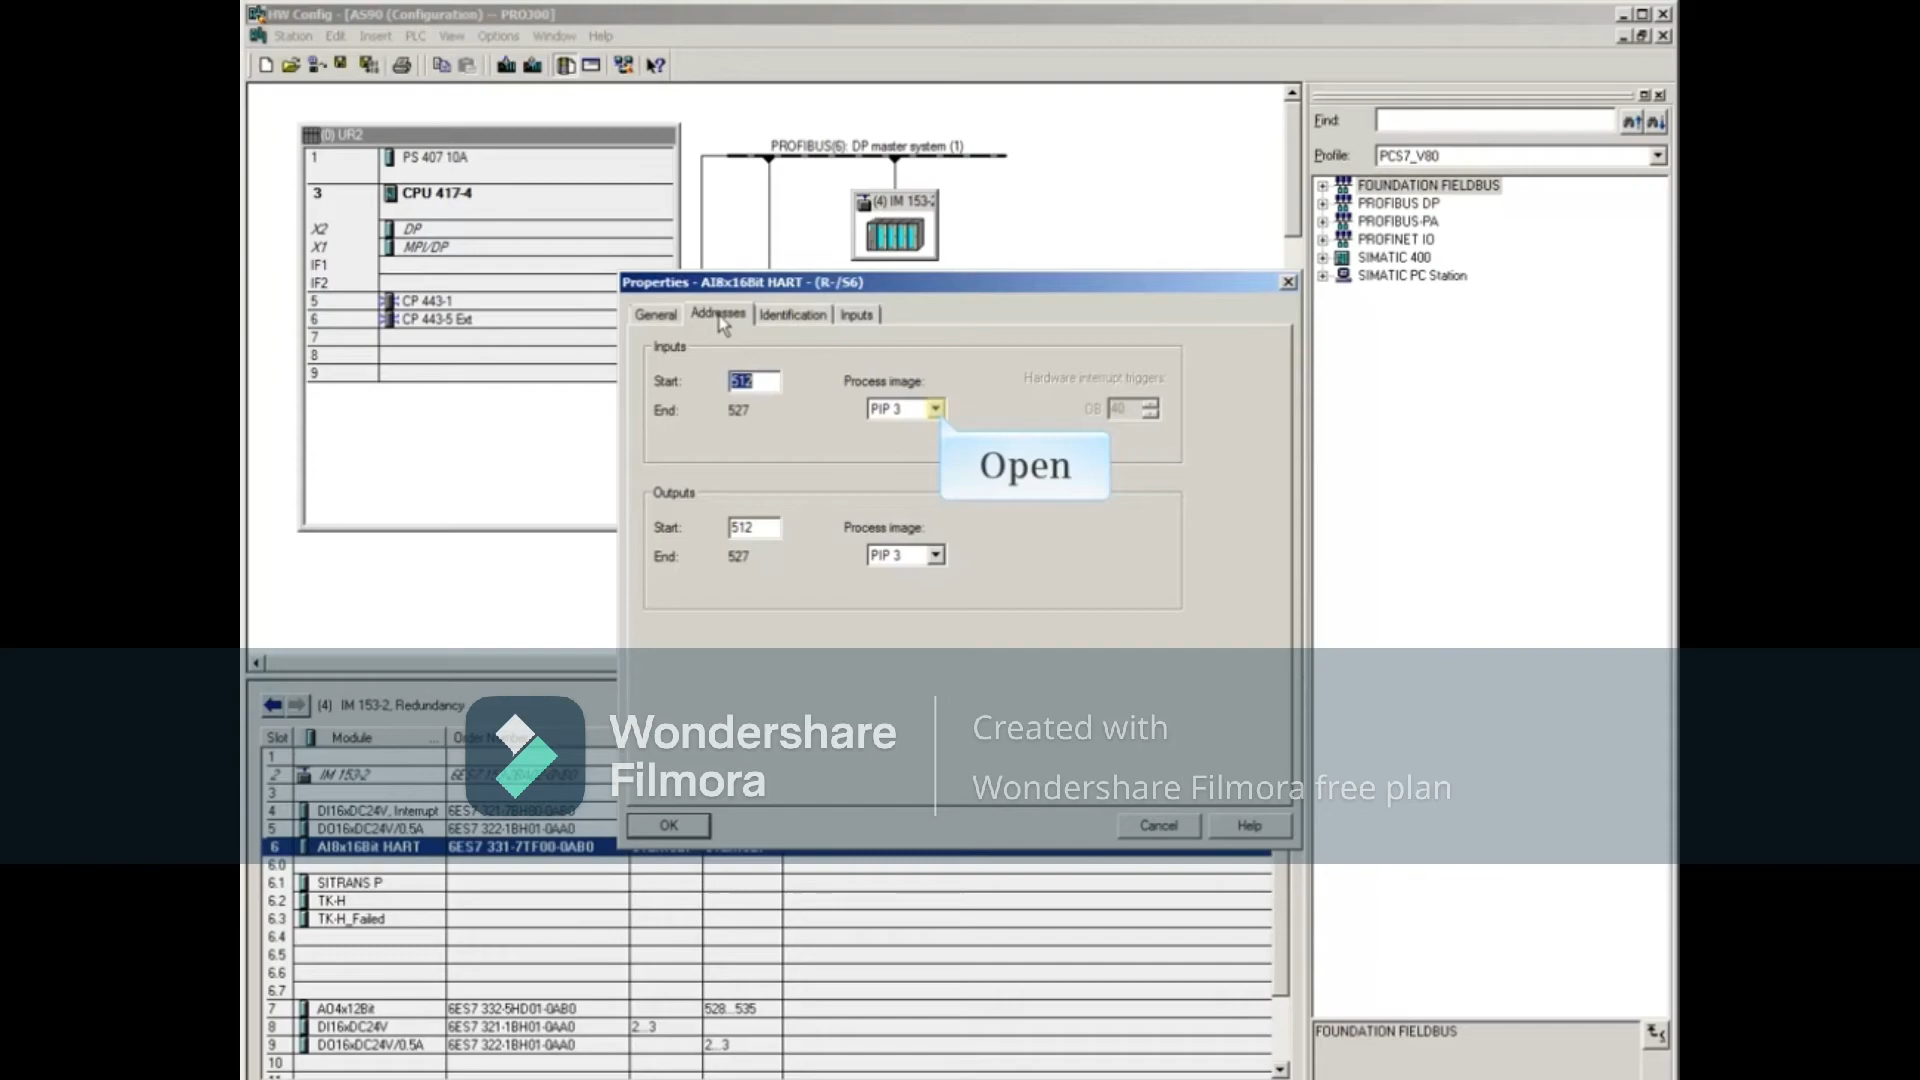 HW Config - [AS90 (Configuration) -- PROJ00]
Station Edit Insert PLC View Options Window Help
(0) UR2
1 PS 407 10A
3 CPU 417-4
X2 DP
X1 MPI/DP
IF1
IF2
5 CP 443-1
6 CP 443-5 Ext
7
8
9
PROFIBUS(6): DP master system (1)
(4) IM 153-2
Find:
Profile: PCS7_V80
FOUNDATION FIELDBUS
PROFIBUS DP
PROFIBUS-PA
PROFINET IO
SIMATIC 400
SIMATIC PC Station
Properties - AI8x16Bit HART - (R-/S6)
General Addresses Identification Inputs
Inputs
Start: 512 Process image: Hardware interrupt triggers:
End: 527 PIP 3 OB 40
Open
Outputs
Start: 512 Process image:
End: 527 PIP 3
OK Cancel Help
Wondershare
Filmora
Created with
Wondershare Filmora free plan
(4) IM 153-2, Redundancy
Slot Module ...
1
2 IM 153-2
3
4 DI16xDC24V, Interrupt 6ES7 321-7BH80-0AB0
5 DO16xDC24V/0.5A 6ES7 322-1BH01-0AA0
6 AI8x16Bit HART 6ES7 331-7TF00-0AB0
6.0
6.1 SITRANS P
6.2 TK-H
6.3 TK-H_Failed
6.4
6.5
6.6
6.7
7 AO4x12Bit 6ES7 332-5HD01-0AB0 528...535
8 DI16xDC24V 6ES7 321-1BH01-0AA0 2...3
9 DO16xDC24V/0.5A 6ES7 322-1BH01-0AA0 2...3
10
FOUNDATION FIELDBUS